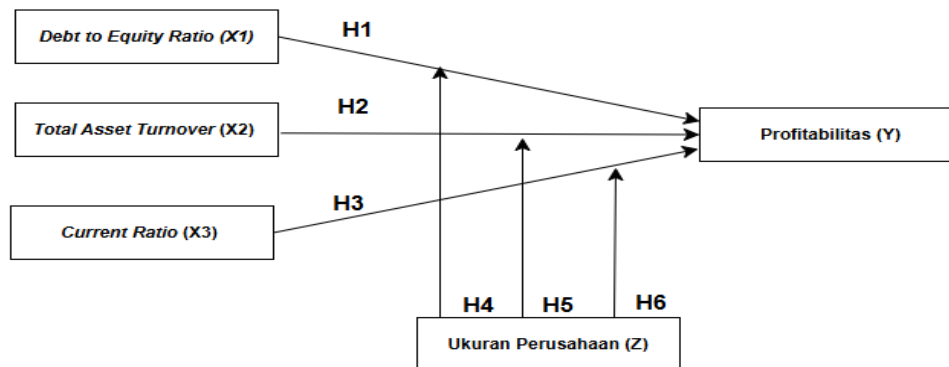 Debt to Equity Ratio (X1)
H1
H2
Total Asset Turnover (X2)
Profitabilitas (Y)
H3
Current Ratio (X3)
H4
H5
H6
Ukuran Perusahaan (Z)